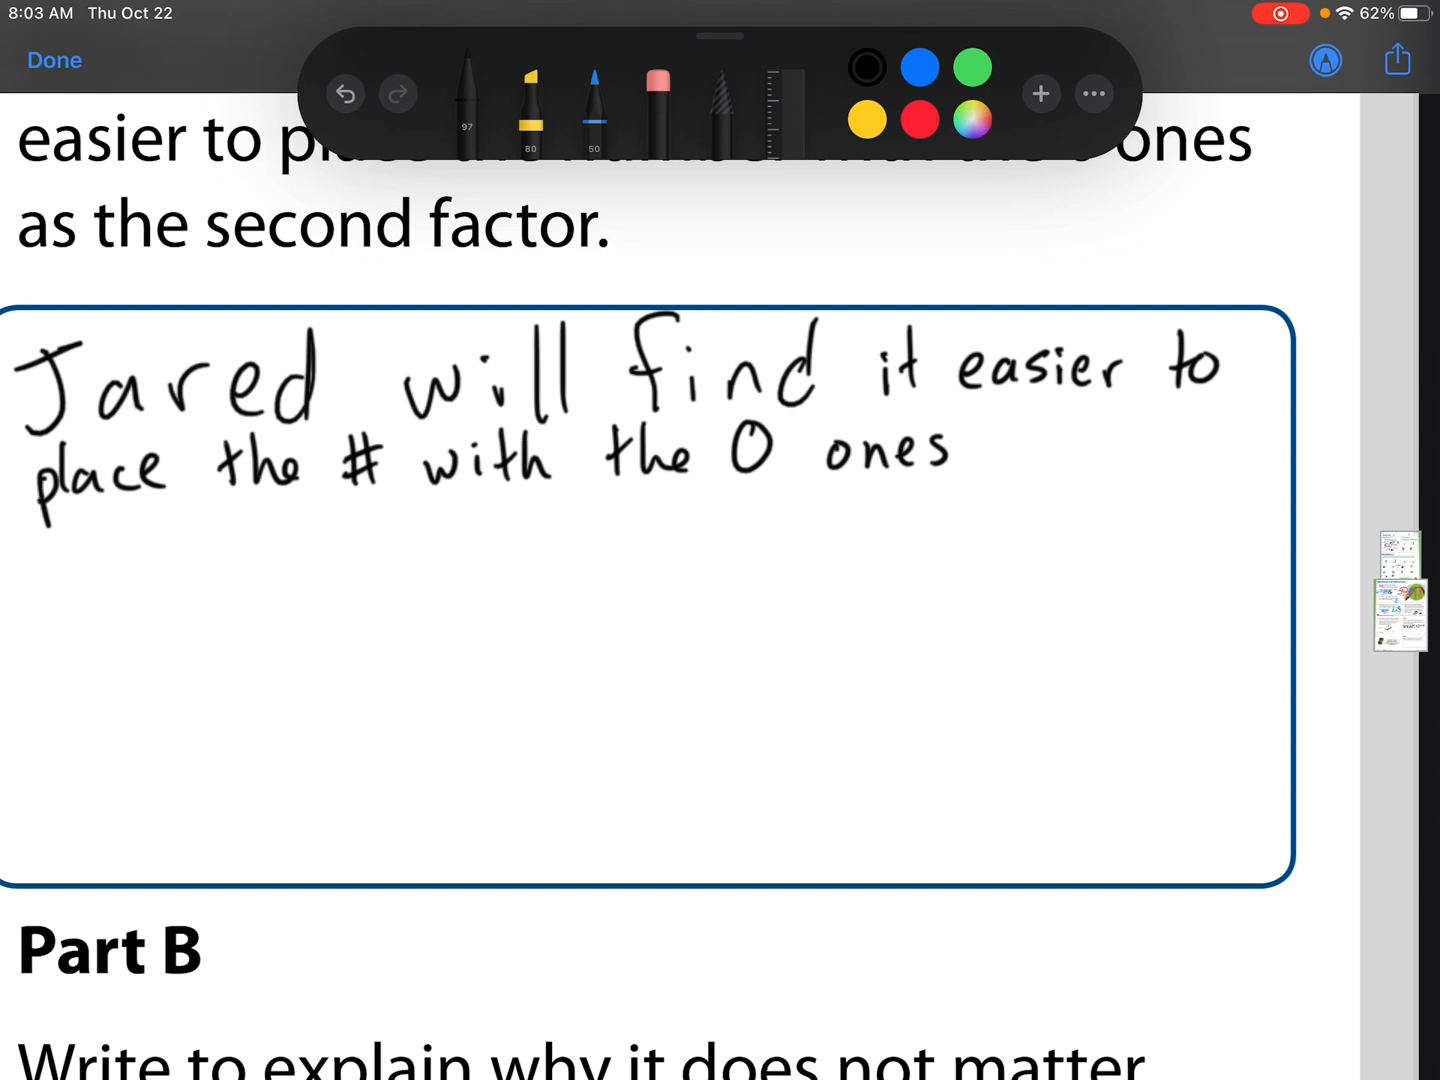 8:03 AM Thu Oct 22
62%
Done
97
80
50
easier to ones
as the second factor.
Jared will find it easier to
place the # with the 0 ones
Part B
Write to explain why it does not matter